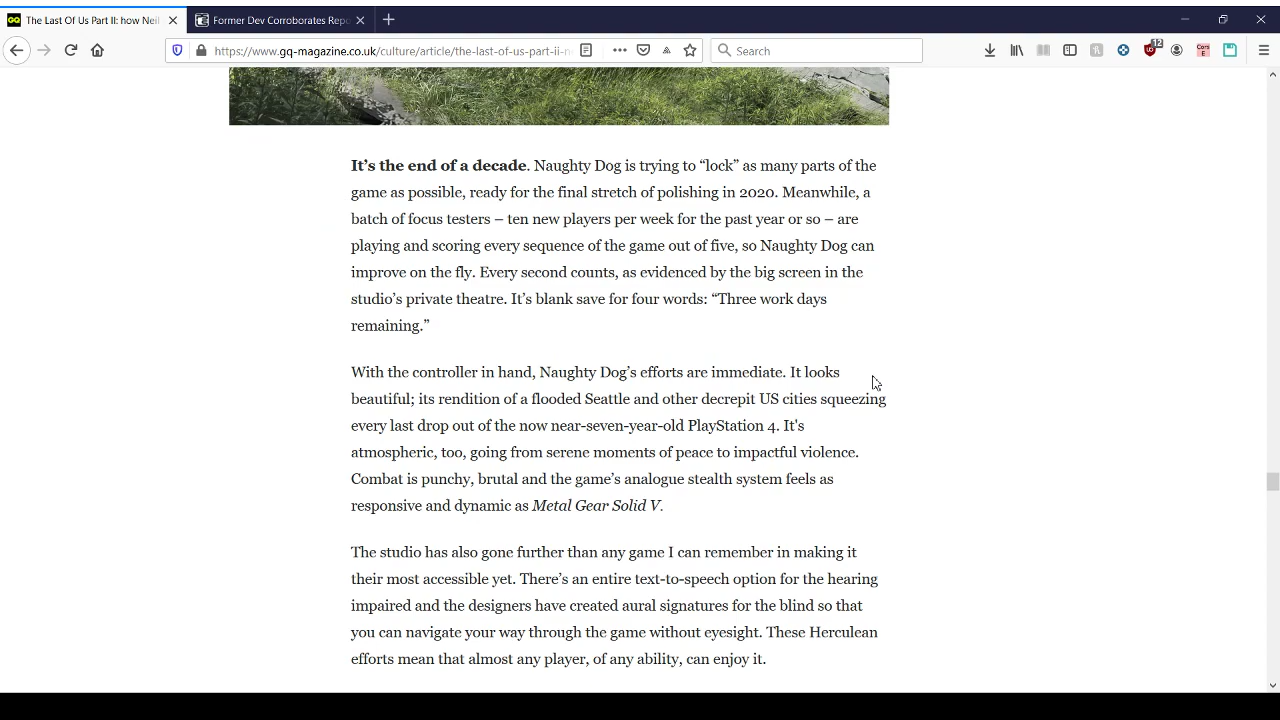 GQ The Last Of Us Part II: how Neil
Former Dev Corroborates Repo
https://www.gq-magazine.co.uk/culture/article/the-last-of-us-part-ii-n
Search
12
Cors
E
It's the end of a decade. Naughty Dog is trying to “lock” as many parts of the
game as possible, ready for the final stretch of polishing in 2020. Meanwhile, a
batch of focus testers – ten new players per week for the past year or so – are
playing and scoring every sequence of the game out of five, so Naughty Dog can
improve on the fly. Every second counts, as evidenced by the big screen in the
studio's private theatre. It's blank save for four words: “Three work days
remaining.”
With the controller in hand, Naughty Dog's efforts are immediate. It looks
beautiful; its rendition of a flooded Seattle and other decrepit US cities squeezing
every last drop out of the now near-seven-year-old PlayStation 4. It's
atmospheric, too, going from serene moments of peace to impactful violence.
Combat is punchy, brutal and the game's analogue stealth system feels as
responsive and dynamic as Metal Gear Solid V.
The studio has also gone further than any game I can remember in making it
their most accessible yet. There's an entire text-to-speech option for the hearing
impaired and the designers have created aural signatures for the blind so that
you can navigate your way through the game without eyesight. These Herculean
efforts mean that almost any player, of any ability, can enjoy it.